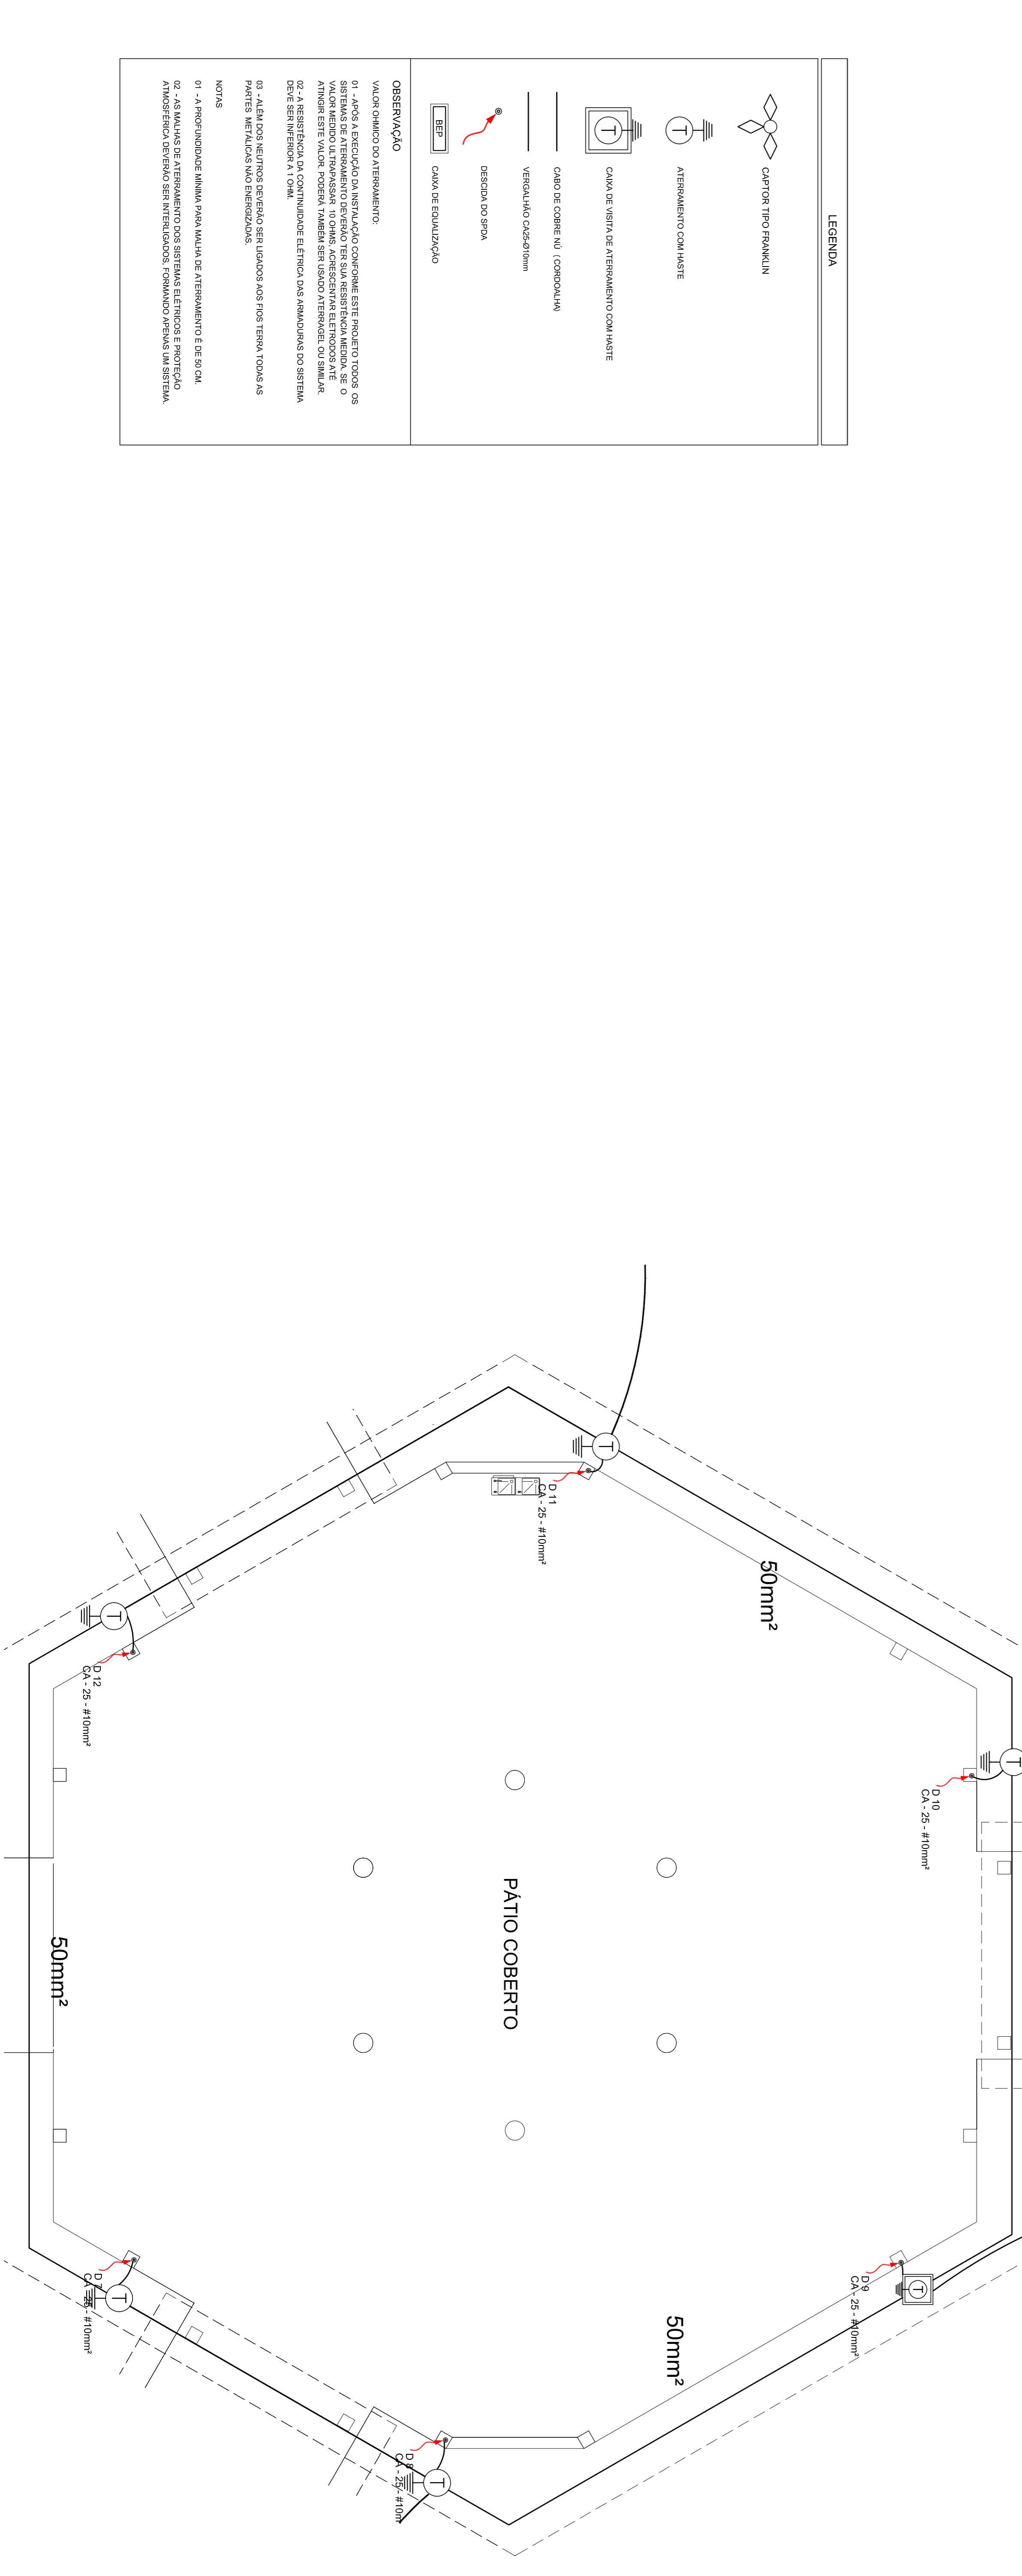 LEGENDA
CAPTOR TIPO FRANKLIN
T
ATERRAMENTO COM HASTE
T
CAIXA DE VISITA DE ATERRAMENTO COM HASTE
CABO DE COBRE NÚ ( CORDOALHA)
VERGALHÃO CA25-Ø10mm
DESCIDA DO SPDA
BEP
CAIXA DE EQUALIZAÇÃO
OBSERVAÇÃO
VALOR OHMICO DO ATERRAMENTO:
01 - APÓS A EXECUÇÃO DA INSTALAÇÃO CONFORME ESTE PROJETO TODOS OS
SISTEMAS DE ATERRAMENTO DEVERÃO TER SUA RESISTÊNCIA MEDIDA. SE O
VALOR MEDIDO ULTRAPASSAR 10 OHMS, ACRESCENTAR ELETRODOS ATÉ
ATINGIR ESTE VALOR. PODERÁ TAMBÉM SER USADO ATERRAGEL OU SIMILAR.
02 - A RESISTÊNCIA DA CONTINUIDADE ELÉTRICA DAS ARMADURAS DO SISTEMA
DEVE SER INFERIOR A 1 OHM.
03 - ALÉM DOS NEUTROS DEVERÃO SER LIGADOS AOS FIOS TERRA TODAS AS
PARTES METÁLICAS NÃO ENERGIZADAS.
NOTAS
01 - A PROFUNDIDADE MÍNIMA PARA MALHA DE ATERRAMENTO É DE 50 CM.
02 - AS MALHAS DE ATERRAMENTO DOS SISTEMAS ELÉTRICOS E PROTEÇÃO
ATMOSFÉRICA DEVERÃO SER INTERLIGADOS, FORMANDO APENAS UM SISTEMA.
T
D 11
CA - 25 - #10mm²
50mm²
T
D 12
CA - 25 - #10mm²
T
D 10
CA - 25 - #10mm²
PÁTIO COBERTO
50mm²
T
D 9
CA - 25 - #10mm²
T
D 7
CA - 25 - #10mm²
50mm²
T
D 8
CA - 25 - #10m